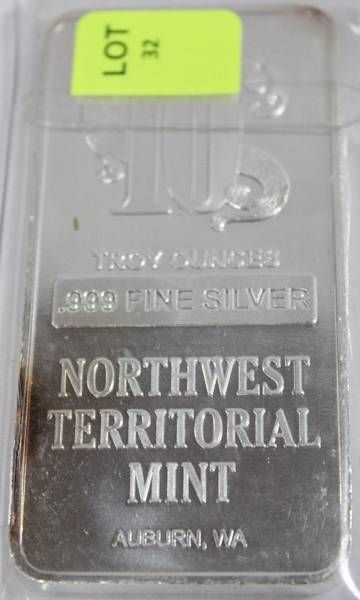 LOT
32
10
TROY OUNCES
.999 FINE SILVER
NORTHWEST
TERRITORIAL
MINT
AUBURN, WA